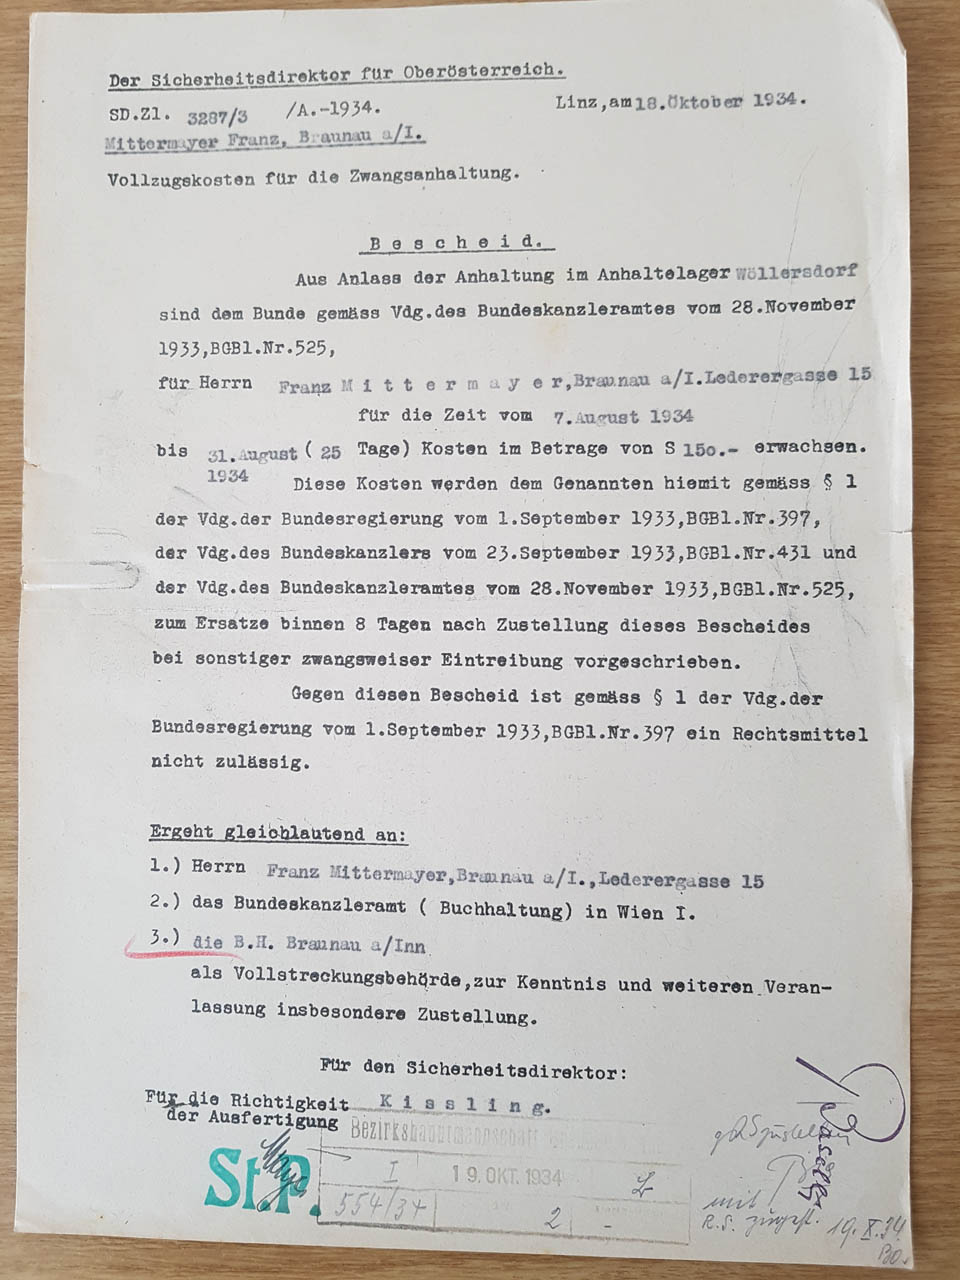 Der Sicherheitsdirektor für Oberösterreich.
SD.Zl. 3287/3 /A.-1934. Linz,am 18.Oktober 1934.
Mittermayer Franz, Braunau a/I.
Vollzugskosten für die Zwangsanhaltung.
B e s c h e i d.
Aus Anlass der Anhaltung im Anhaltelager Wöllersdorf
sind dem Bunde gemäss Vdg.des Bundeskanzleramtes vom 28.November
1933,BGBl.Nr.525,
für Herrn Franz M i t t e r m a y e r,Braunau a/I.Lederergasse 15
für die Zeit vom 7.August 1934
bis 31.August ( 25 Tage) Kosten im Betrage von S 150.- erwachsen.
1934
Diese Kosten werden dem Genannten hiemit gemäss § 1
der Vdg.der Bundesregierung vom 1.September 1933,BGBl.Nr.397,
der Vdg.des Bundeskanzlers vom 23.September 1933,BGBl.Nr.431 und
der Vdg.des Bundeskanzleramtes vom 28.November 1933,BGBl.Nr.525,
zum Ersatze binnen 8 Tagen nach Zustellung dieses Bescheides
bei sonstiger zwangsweiser Eintreibung vorgeschrieben.
Gegen diesen Bescheid ist gemäss § 1 der Vdg.der
Bundesregierung vom 1.September 1933,BGBl.Nr.397 ein Rechtsmittel
nicht zulässig.
Ergeht gleichlautend an:
1.) Herrn Franz Mittermayer,Braunau a/I.,Lederergasse 15
2.) das Bundeskanzleramt ( Buchhaltung) in Wien I.
3.) die B.H. Braunau a/Inn
als Vollstreckungsbehörde,zur Kenntnis und weiteren Veran-
lassung insbesondere Zustellung.
Für den Sicherheitsdirektor:
Für die Richtigkeit K i s s l i n g.
der Ausfertigung
Bezirkshauptmannschaft
St.P.
I 19. OKT. 1934
554/34 2 -
mit
R.S. 19. X. 34